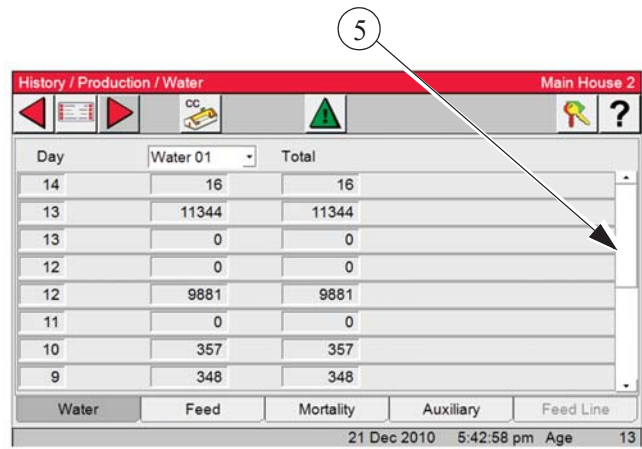 5
History / Production / Water Main House 2
CC ?
Day Water 01 Total
14 16 16
13 11344 11344
13 0 0
12 0 0
12 9881 9881
11 0 0
10 357 357
9 348 348
Water Feed Mortality Auxiliary Feed Line
21 Dec 2010 5:42:58 pm Age 13